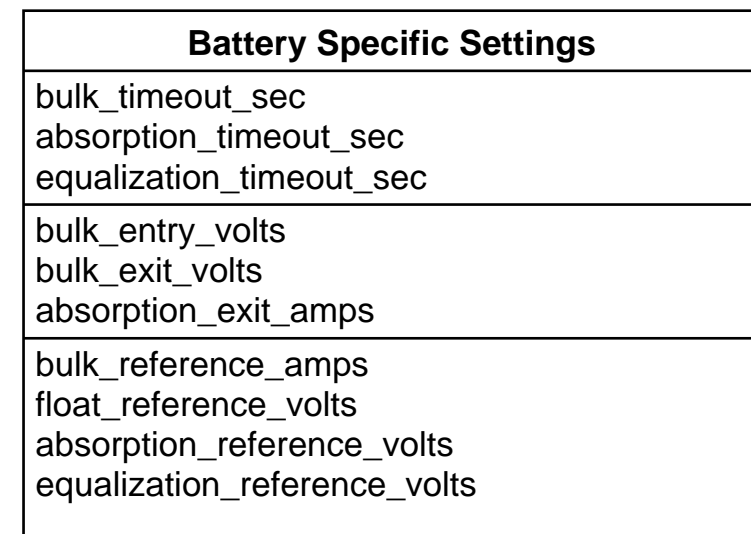 Battery Specific Settings
bulk_timeout_sec
absorption_timeout_sec
equalization_timeout_sec
bulk_entry_volts
bulk_exit_volts
absorption_exit_amps
bulk_reference_amps
float_reference_volts
absorption_reference_volts
equalization_reference_volts